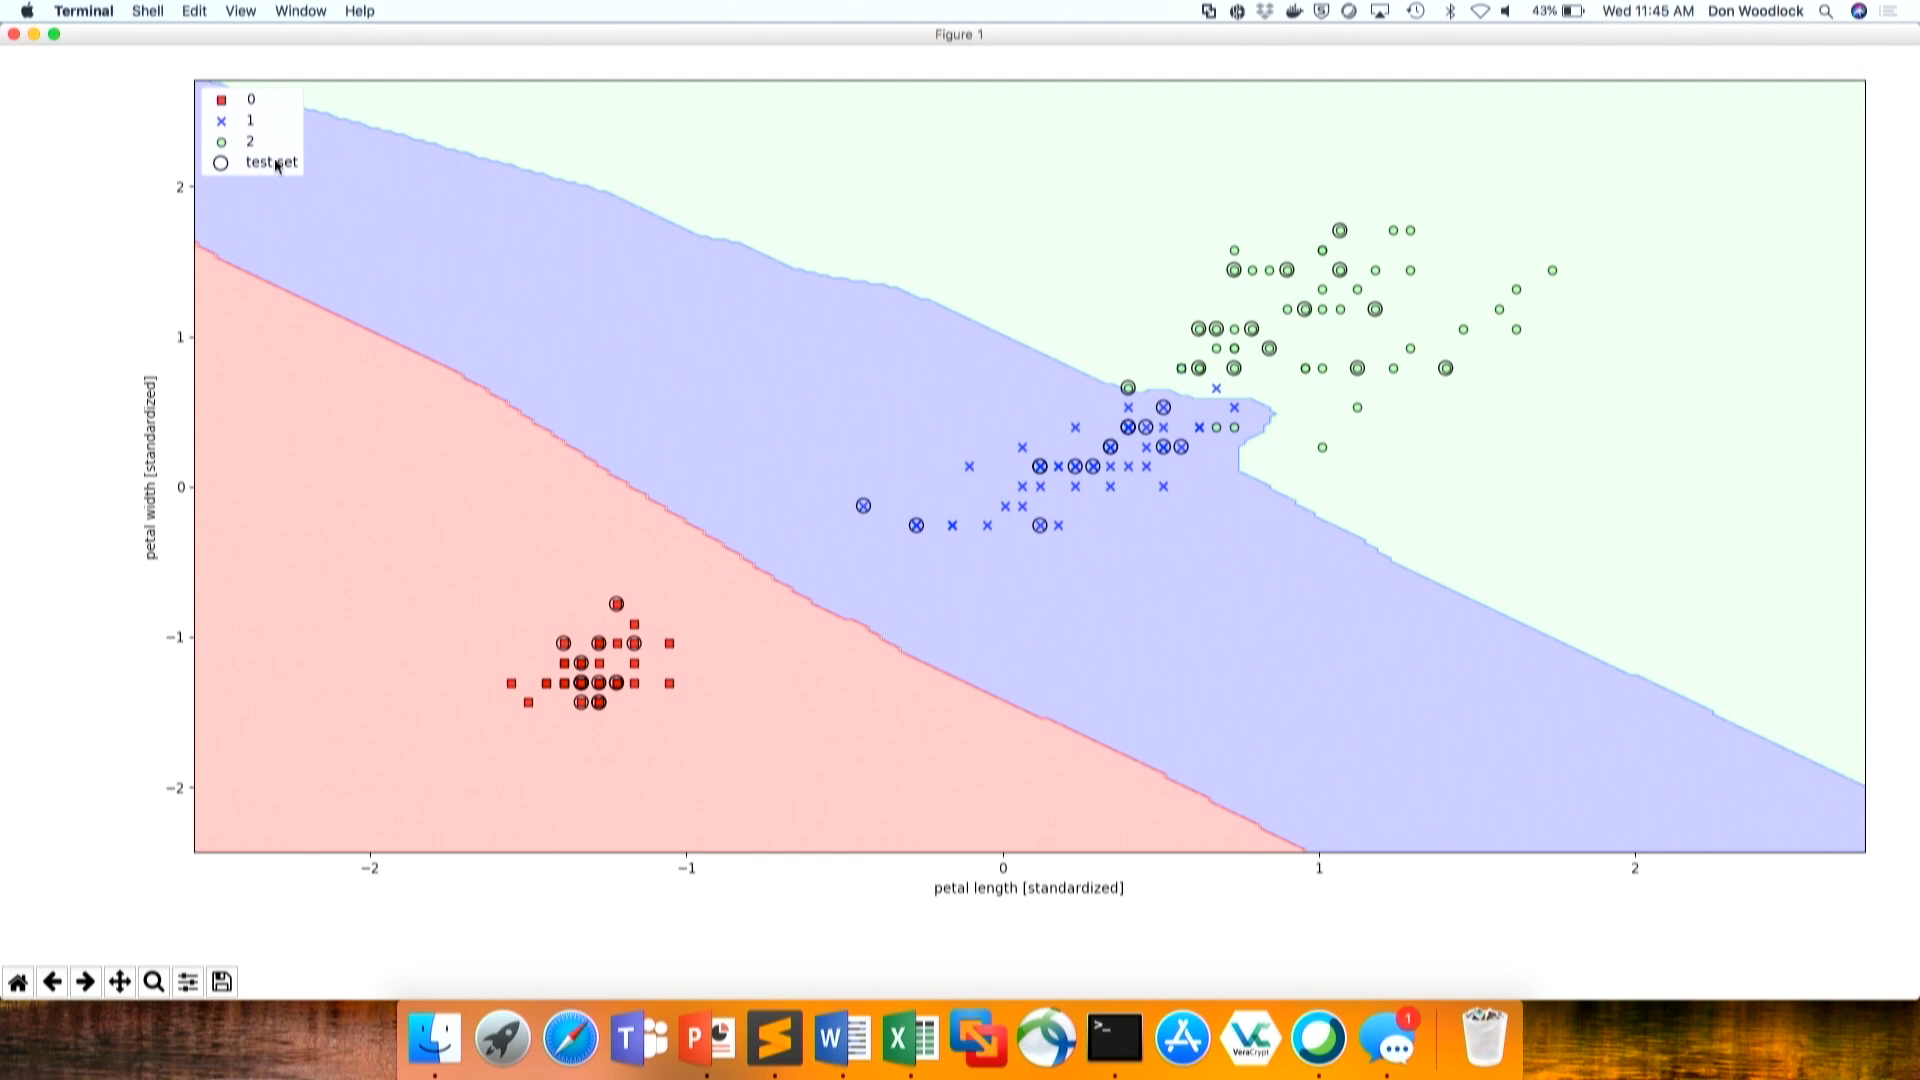 Terminal Shell Edit View Window Help 43% Wed 11:45 AM Don Woodlock
Figure 1
0
1
2
test set
2
1
0
−1
−2
petal width [standardized]
−2 −1 0 1 2
petal length [standardized]
T P S W X >_ VC VeraCrypt 1